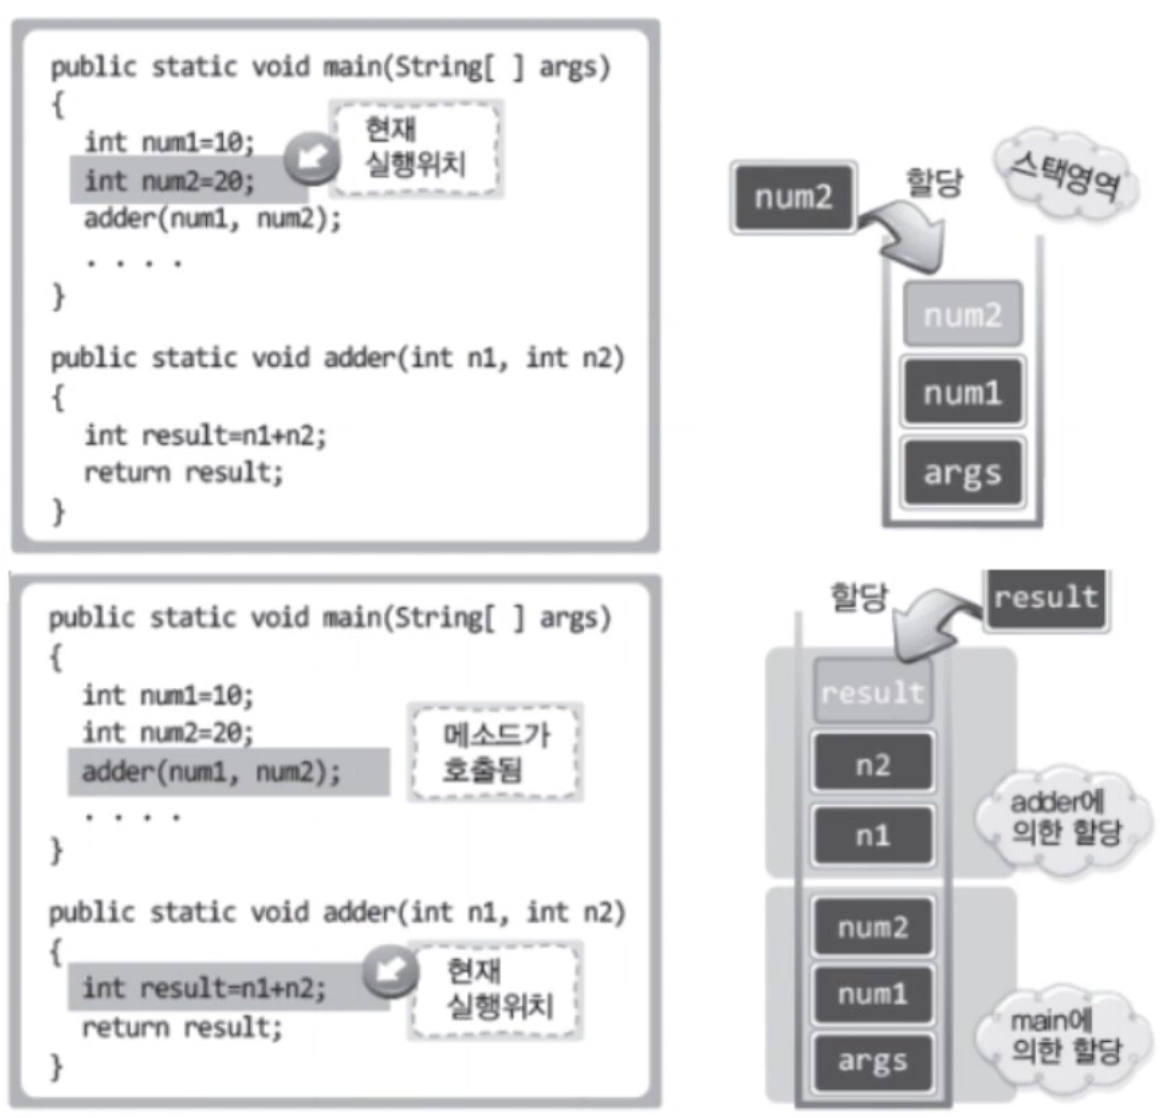 public static void main(String[ ] args)
{
int num1=10;
int num2=20;
adder(num1, num2);
. . . .
}
public static void adder(int n1, int n2)
{
int result=n1+n2;
return result;
}
현재
실행위치
num2
할당
스택영역
num2
num1
args
public static void main(String[ ] args)
{
int num1=10;
int num2=20;
adder(num1, num2);
. . . .
}
public static void adder(int n1, int n2)
{
int result=n1+n2;
return result;
}
메소드가
호출됨
현재
실행위치
할당
result
result
n2
n1
adder에
의한 할당
num2
num1
args
main에
의한 할당